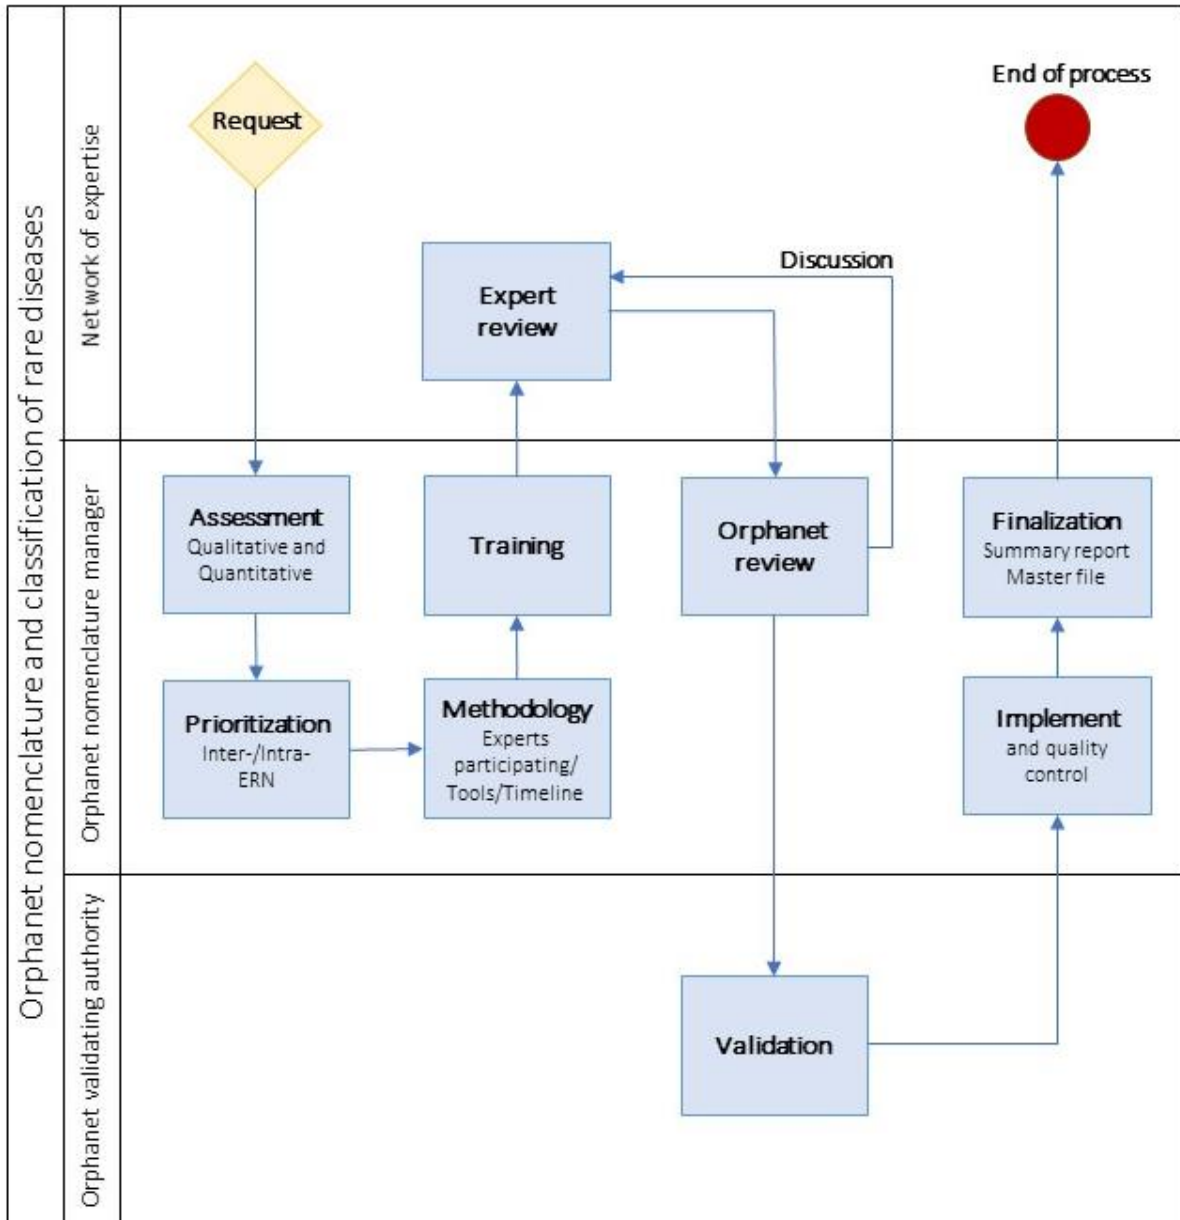 Orphanet nomenclature and classification of rare diseases
Network of expertise
Request
End of process
Expert
review
Discussion
Orphanet nomenclature manager
Assessment
Qualitative and
Quantitative
Prioritization
Inter-/Intra-
ERN
Methodology
Experts
participating/
Tools/Timeline
Training
Orphanet
review
Finalization
Summary report
Master file
Implement
and quality
control
Orphanet validating authority
Validation